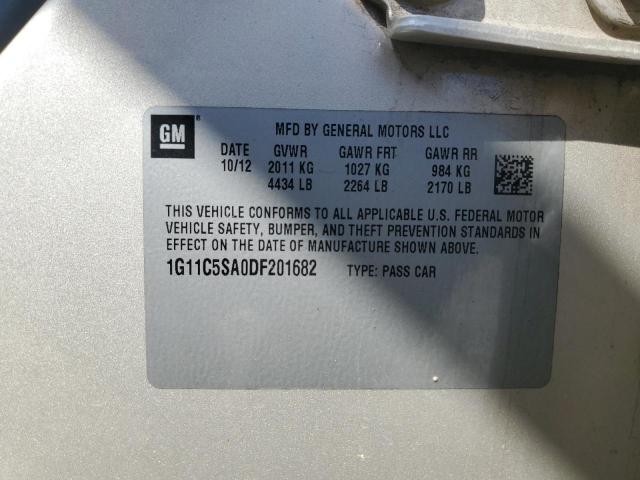 GM® MFD BY GENERAL MOTORS LLC
DATE GVWR GAWR FRT GAWR RR
10/12 2011 KG 1027 KG 984 KG
4434 LB 2264 LB 2170 LB
THIS VEHICLE CONFORMS TO ALL APPLICABLE U.S. FEDERAL MOTOR
VEHICLE SAFETY, BUMPER, AND THEFT PREVENTION STANDARDS IN
EFFECT ON THE DATE OF MANUFACTURE SHOWN ABOVE.
1G11C5SA0DF201682 TYPE: PASS CAR